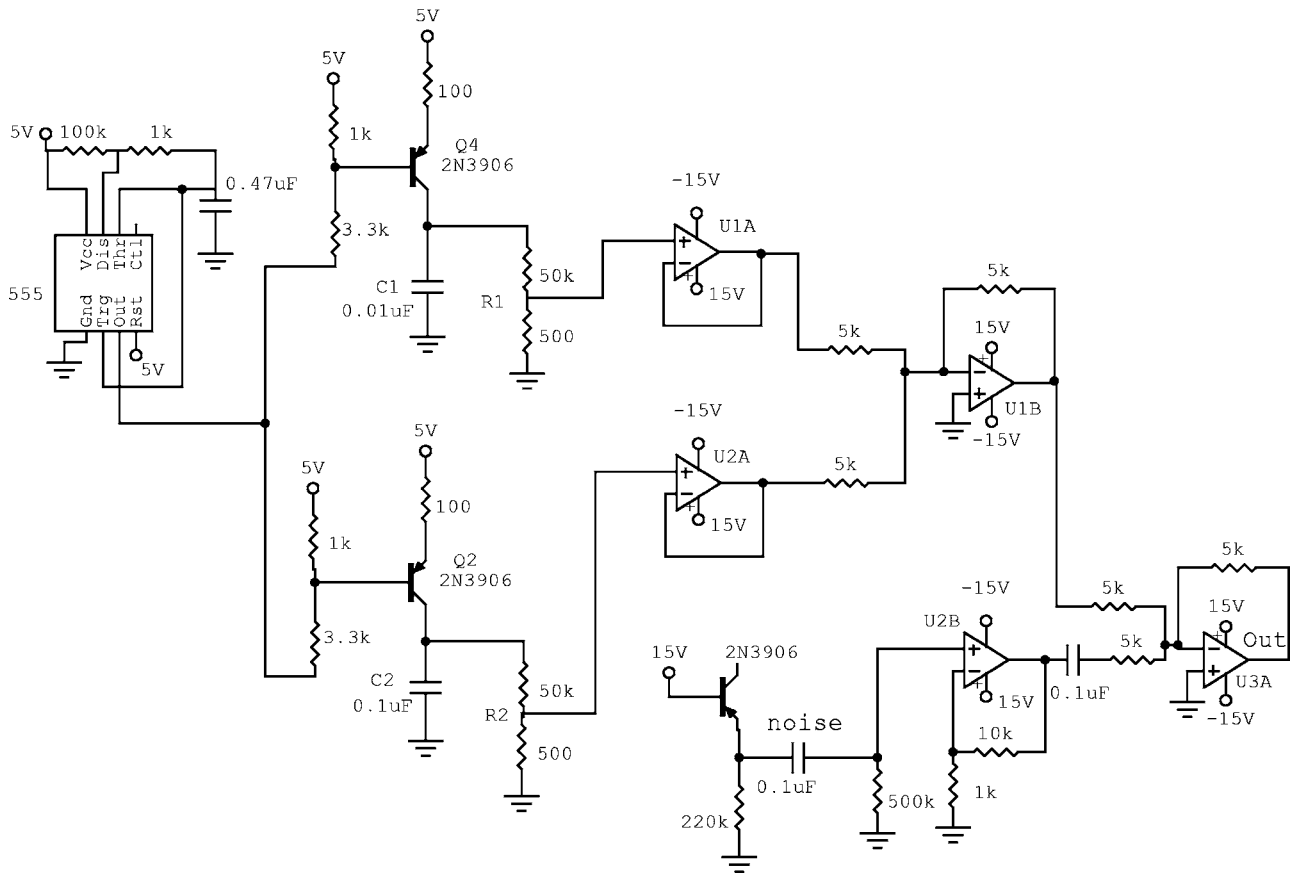 5V
5V
5V
100
5V
100k
1k
1k
Q4
2N3906
0.47uF
-15V
Vcc
Dis
Thr
Ctl
3.3k
U1A
555
Gnd
Trg
Out
Rst
C1
0.01uF
50k
+
-
+
15V
5k
R1
500
5k
15V
5V
+
-
+
U1B
-15V
5V
-15V
5V
100
U2A
5k
+
-
+
15V
1k
Q2
2N3906
5k
-15V
5k
15V
3.3k
U2B
5k
+
Out
2N3906
15V
+
-
+
-
+
C2
0.1uF
50k
15V
0.1uF
U3A
R2
noise
-15V
500
10k
0.1uF
220k
500k
1k